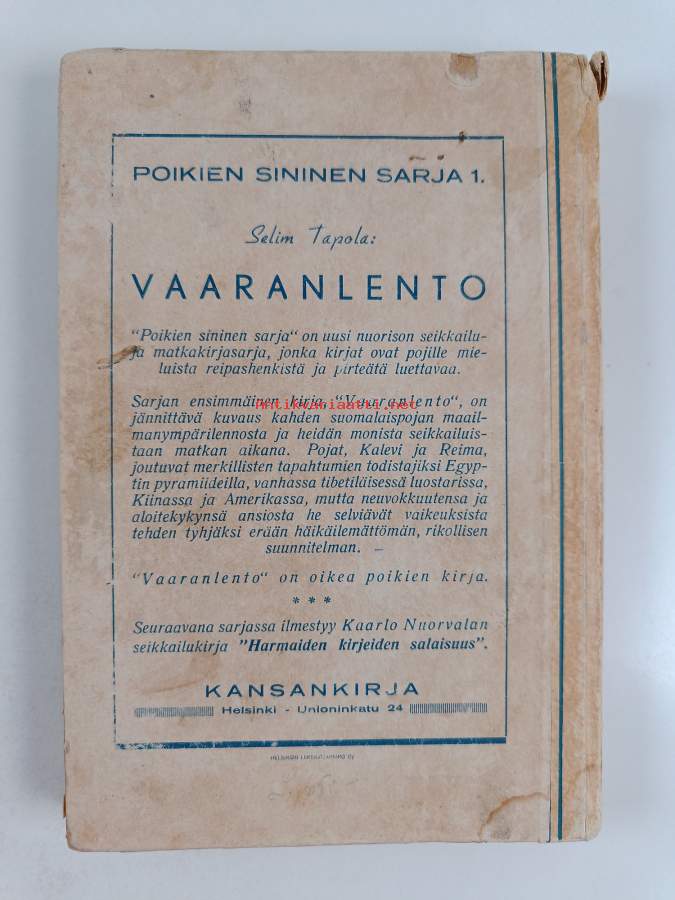 POIKIEN SININEN SARJA 1.
Selim Tapola:
VAARANLENTO
"Poikien sininen sarja" on uusi nuorison seikkailu-
ja matkakirjasarja, jonka kirjat ovat pojille mie-
luista reipashenkistä ja pirteätä luettavaa.
Sarjan ensimmäinen kirja, "Vaaranlento", on
Antikvariaatti.net
jännittävä kuvaus kahden suomalaispojan maail-
manympärilennosta ja heidän monista seikkailuis-
taan matkan aikana. Pojat, Kalevi ja Reima,
joutuvat merkillisten tapahtumien todistajiksi Egyp-
tin pyramiideilla, vanhassa tibetiläisessä luostarissa,
Kiinassa ja Amerikassa, mutta neuvokkuutensa ja
aloitekykynsä ansiosta he selviävät vaikeuksista
tehden tyhjäksi erään häikäilemättömän, rikollisen
suunnitelman. —
"Vaaranlento" on oikea poikien kirja.
* * *
Seuraavana sarjassa ilmestyy Kaarlo Nuorvalan
seikkailukirja "Harmaiden kirjeiden salaisuus".
KANSANKIRJA
Helsinki - Unioninkatu 24
HELSINGIN